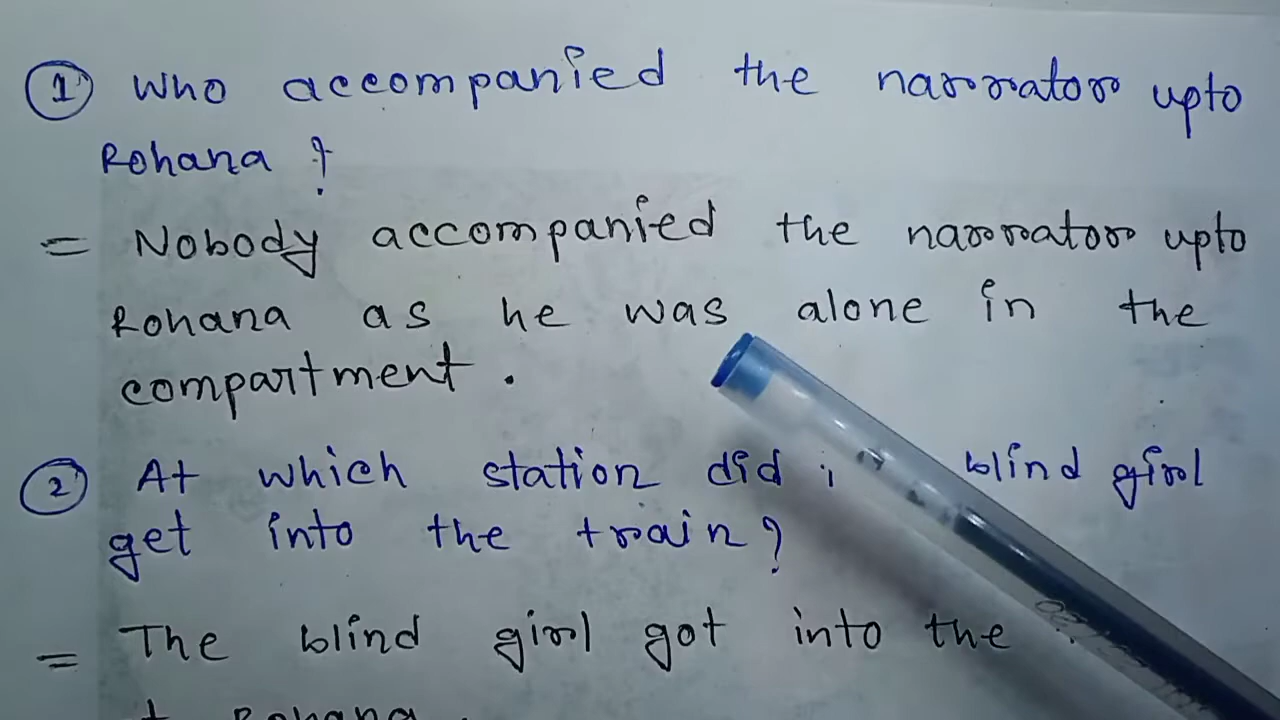 ① Who accompanied the narrator upto
Rohana ?
= Nobody accompanied the narrator upto
Rohana as he was alone in the
compartment .
② At which station did blind girl
get into the train ?
= The blind girl got into the
Rohana .